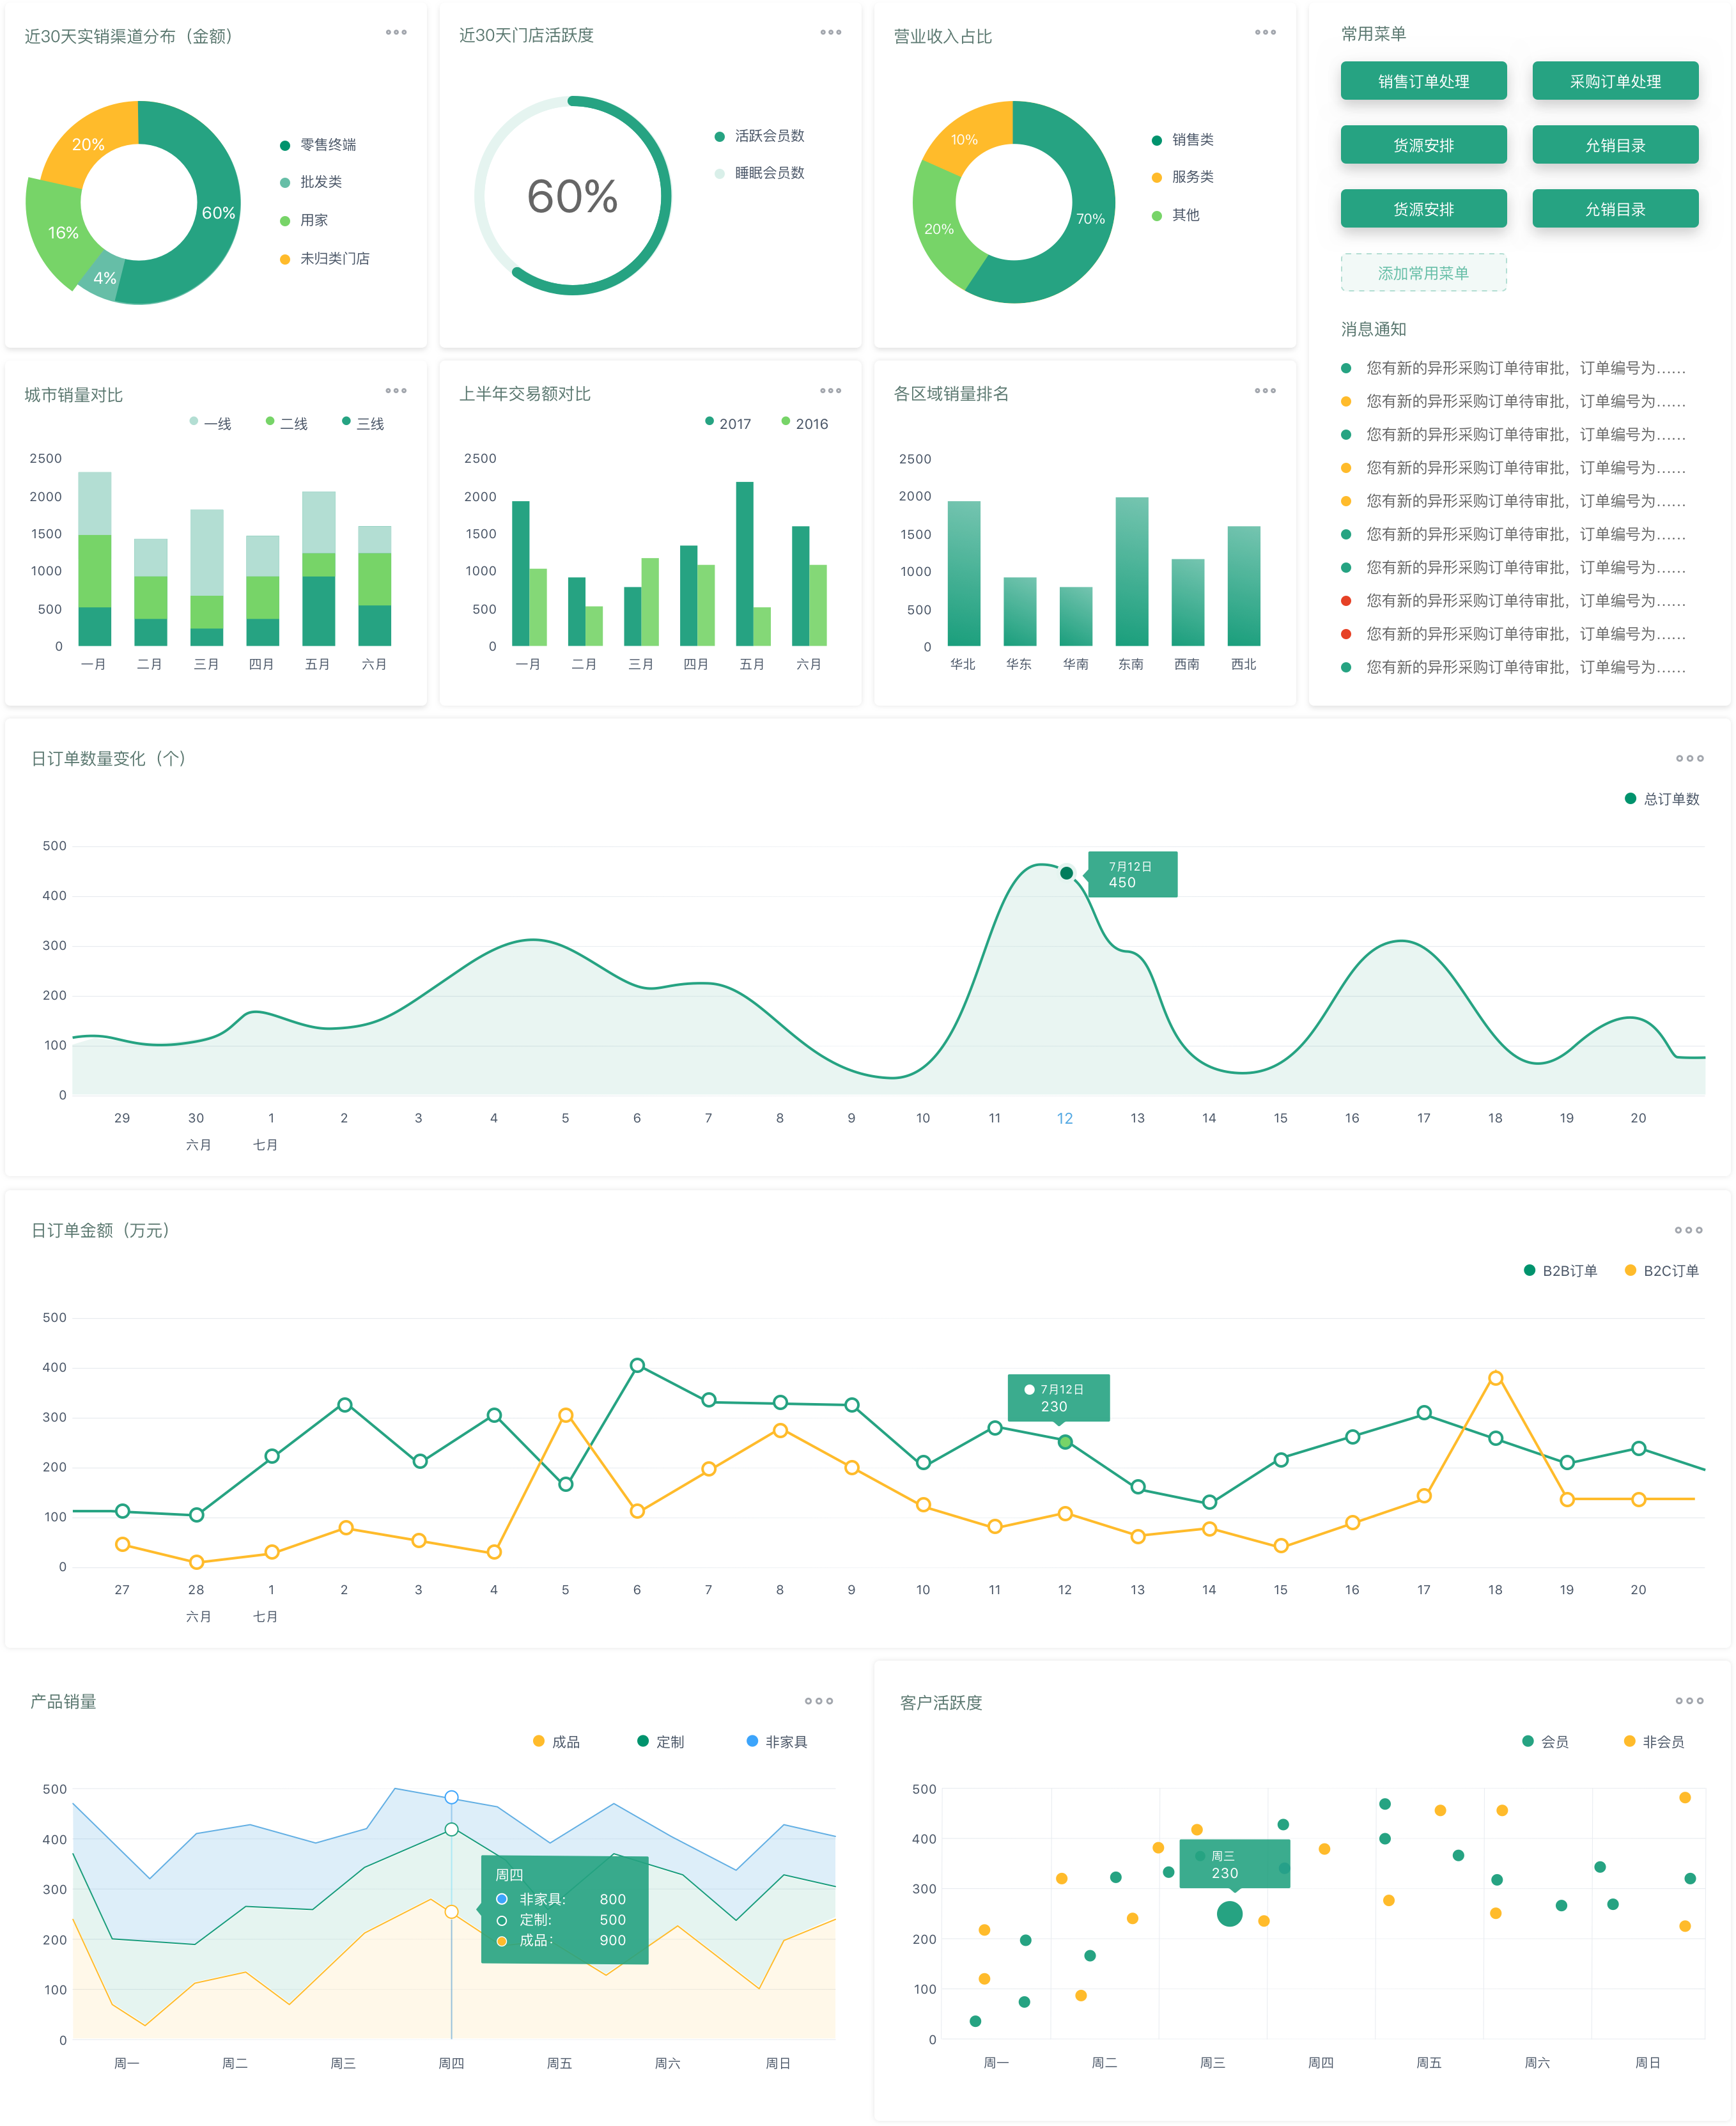 近30天实销渠道分布（金额）
20%
60%
16%
4%
零售终端
批发类
用家
未归类门店
近30天门店活跃度
60%
活跃会员数
睡眠会员数
营业收入占比
10%
70%
20%
销售类
服务类
其他
常用菜单
销售订单处理
采购订单处理
货源安排
允销目录
货源安排
允销目录
添加常用菜单
消息通知
您有新的异形采购订单待审批，订单编号为......
您有新的异形采购订单待审批，订单编号为......
您有新的异形采购订单待审批，订单编号为......
您有新的异形采购订单待审批，订单编号为......
您有新的异形采购订单待审批，订单编号为......
您有新的异形采购订单待审批，订单编号为......
您有新的异形采购订单待审批，订单编号为......
您有新的异形采购订单待审批，订单编号为......
您有新的异形采购订单待审批，订单编号为......
您有新的异形采购订单待审批，订单编号为......
城市销量对比
一线 二线 三线
2500
2000
1500
1000
500
0
一月 二月 三月 四月 五月 六月
上半年交易额对比
2017 2016
2500
2000
1500
1000
500
0
一月 二月 三月 四月 五月 六月
各区域销量排名
2500
2000
1500
1000
500
0
华北 华东 华南 东南 西南 西北
日订单数量变化（个）
总订单数
500
400
300
200
100
0
7月12日
450
29 30 1 2 3 4 5 6 7 8 9 10 11 12 13 14 15 16 17 18 19 20
六月 七月
日订单金额（万元）
B2B订单 B2C订单
500
400
300
200
100
0
7月12日
230
27 28 1 2 3 4 5 6 7 8 9 10 11 12 13 14 15 16 17 18 19 20
六月 七月
产品销量
成品 定制 非家具
500
400
300
200
100
0
周四
非家具: 800
定制: 500
成品: 900
周一 周二 周三 周四 周五 周六 周日
客户活跃度
会员 非会员
500
400
300
200
100
0
周三
230
周一 周二 周三 周四 周五 周六 周日